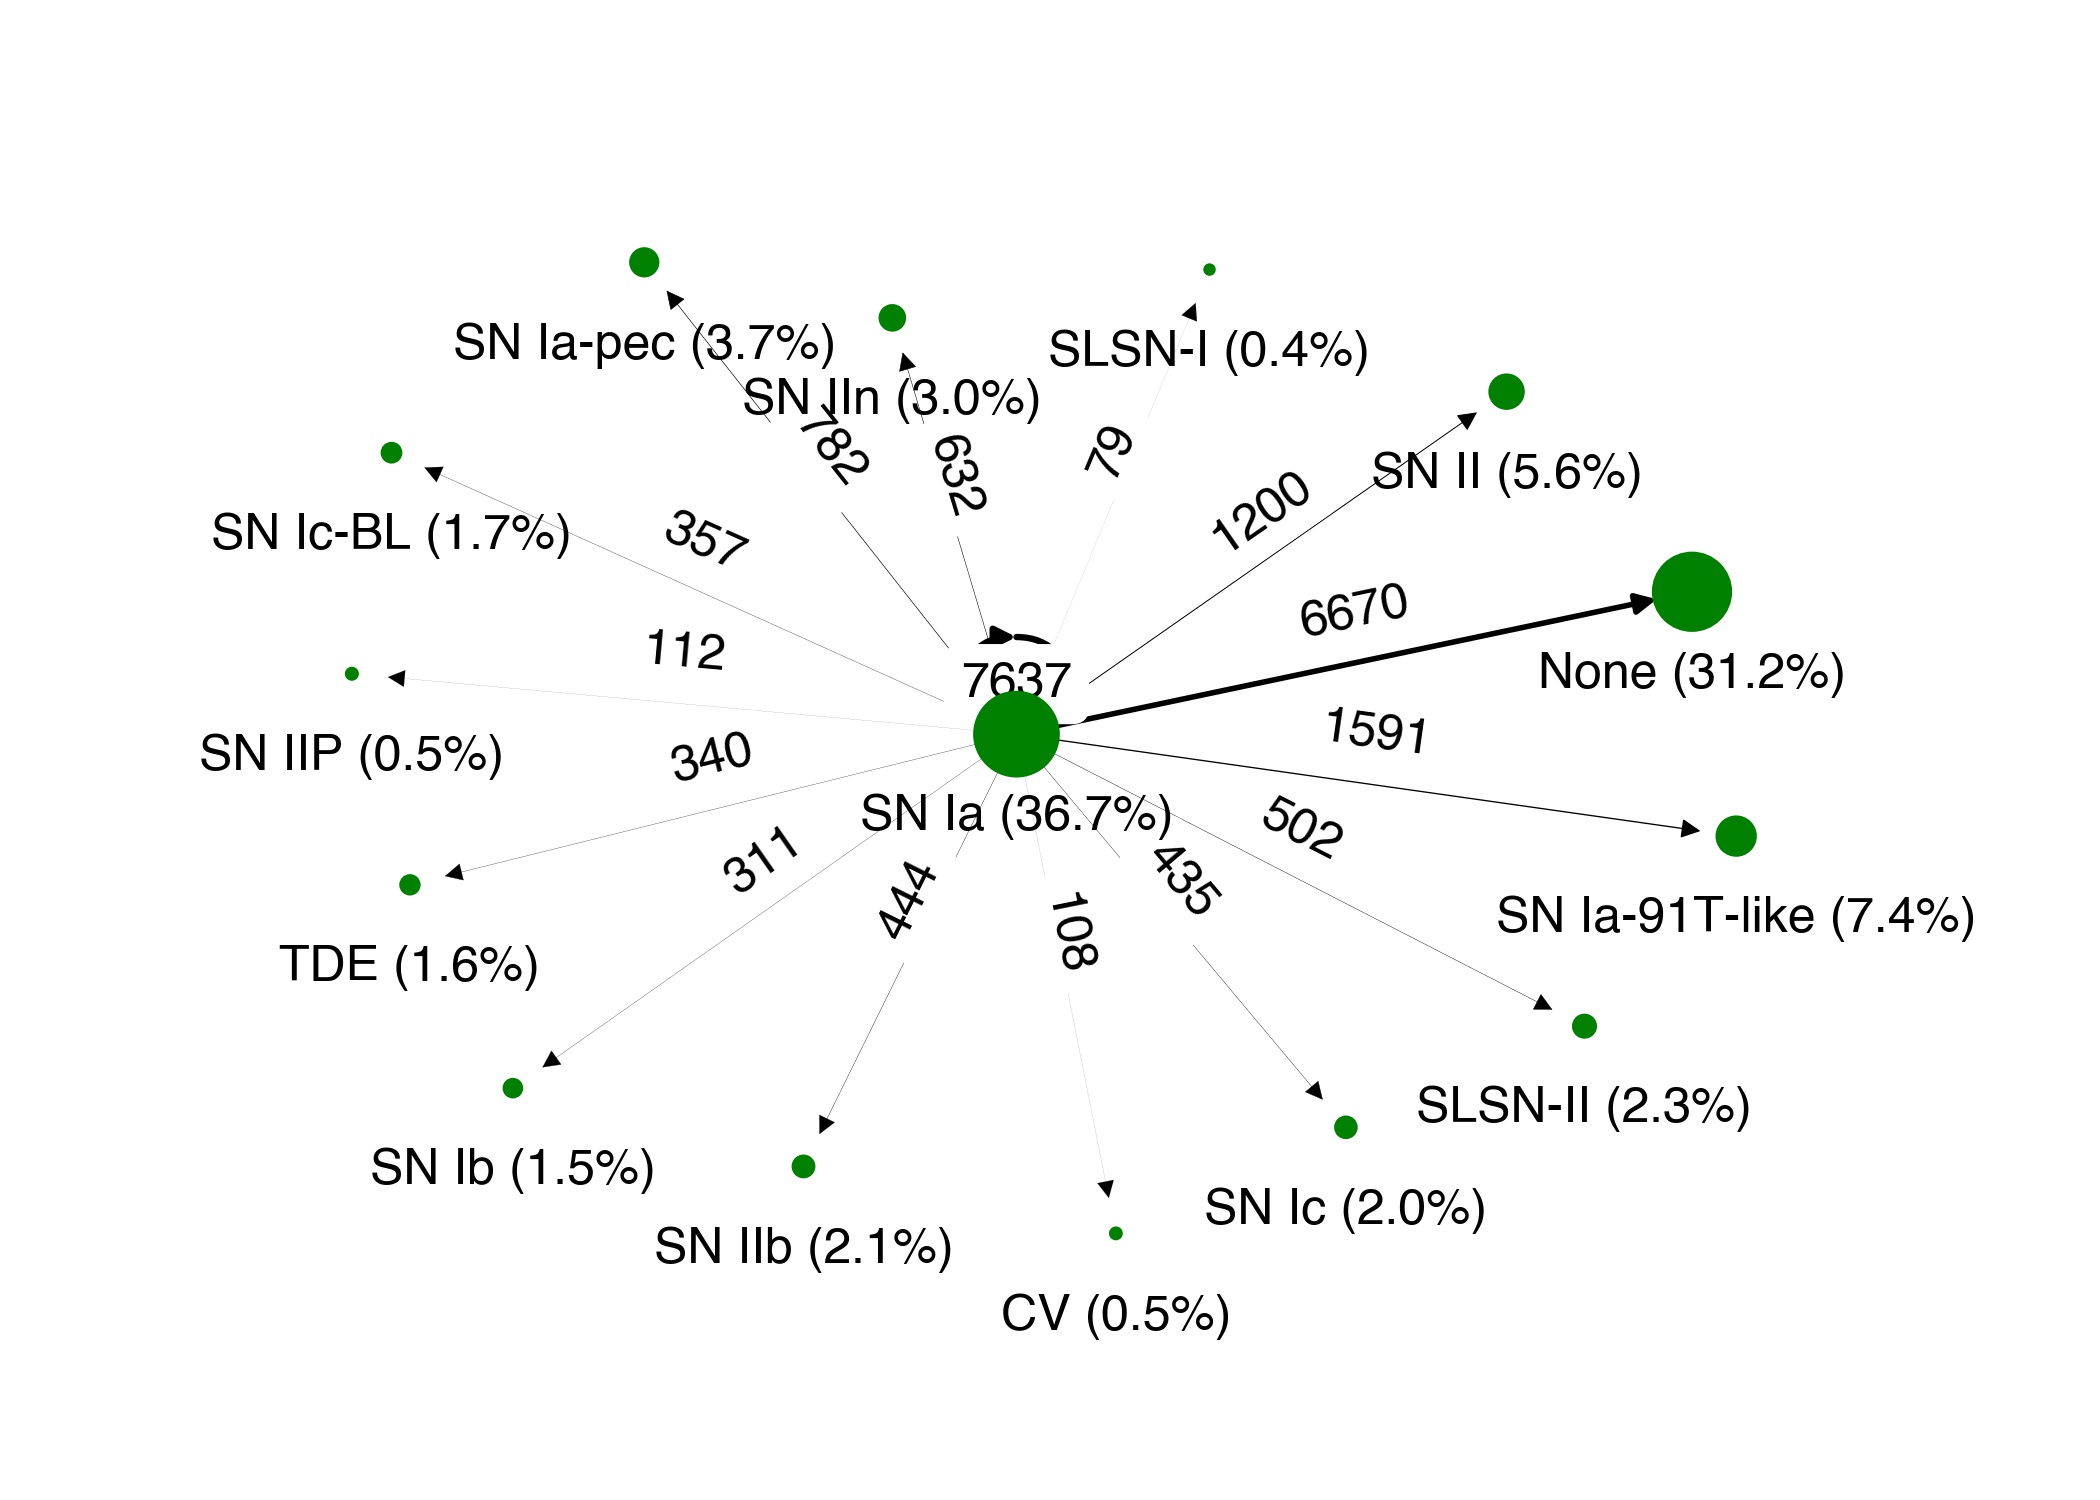 SN Ia-pec (3.7%)
SN IIn (3.0%)
SLSN-I (0.4%)
782
632
79
1200
SN II (5.6%)
SN Ic-BL (1.7%)
357
6670
None (31.2%)
112
7637
1591
SN IIP (0.5%)
340
SN Ia (36.7%)
502
311
444
108
435
SN Ia-91T-like (7.4%)
TDE (1.6%)
SLSN-II (2.3%)
SN Ib (1.5%)
SN Ic (2.0%)
SN IIb (2.1%)
CV (0.5%)